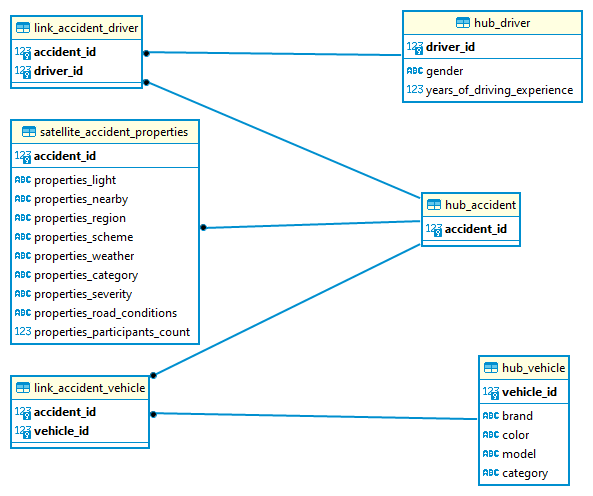 link_accident_driver
123 accident_id
123 driver_id
hub_driver
123 driver_id
ABC gender
123 years_of_driving_experience
satellite_accident_properties
123 accident_id
ABC properties_light
ABC properties_nearby
ABC properties_region
ABC properties_scheme
ABC properties_weather
ABC properties_category
ABC properties_severity
ABC properties_road_conditions
123 properties_participants_count
hub_accident
123 accident_id
link_accident_vehicle
123 accident_id
123 vehicle_id
hub_vehicle
123 vehicle_id
ABC brand
ABC color
ABC model
ABC category